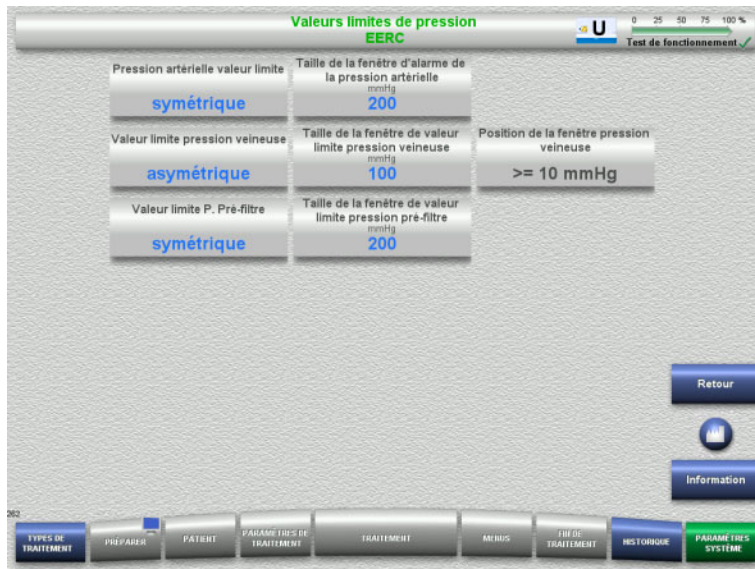 Valeurs limites de pression
EERC
U
0 25 50 75 100 %
Test de fonctionnement
Pression artérielle valeur limite
symétrique
Taille de la fenêtre d'alarme de
la pression artérielle
mmHg
200
Valeur limite pression veineuse
asymétrique
Taille de la fenêtre de valeur
limite pression veineuse
mmHg
100
Position de la fenêtre pression
veineuse
>= 10 mmHg
Valeur limite P. Pré-filtre
symétrique
Taille de la fenêtre de valeur
limite pression pré-filtre
mmHg
200
Retour
Information
262
TYPES DE
TRAITEMENT
PRÉPARER
PATIENT
PARAMÈTRES DE
TRAITEMENT
TRAITEMENT
MENUS
FIN DE
TRAITEMENT
HISTORIQUE
PARAMÈTRES
SYSTÈME